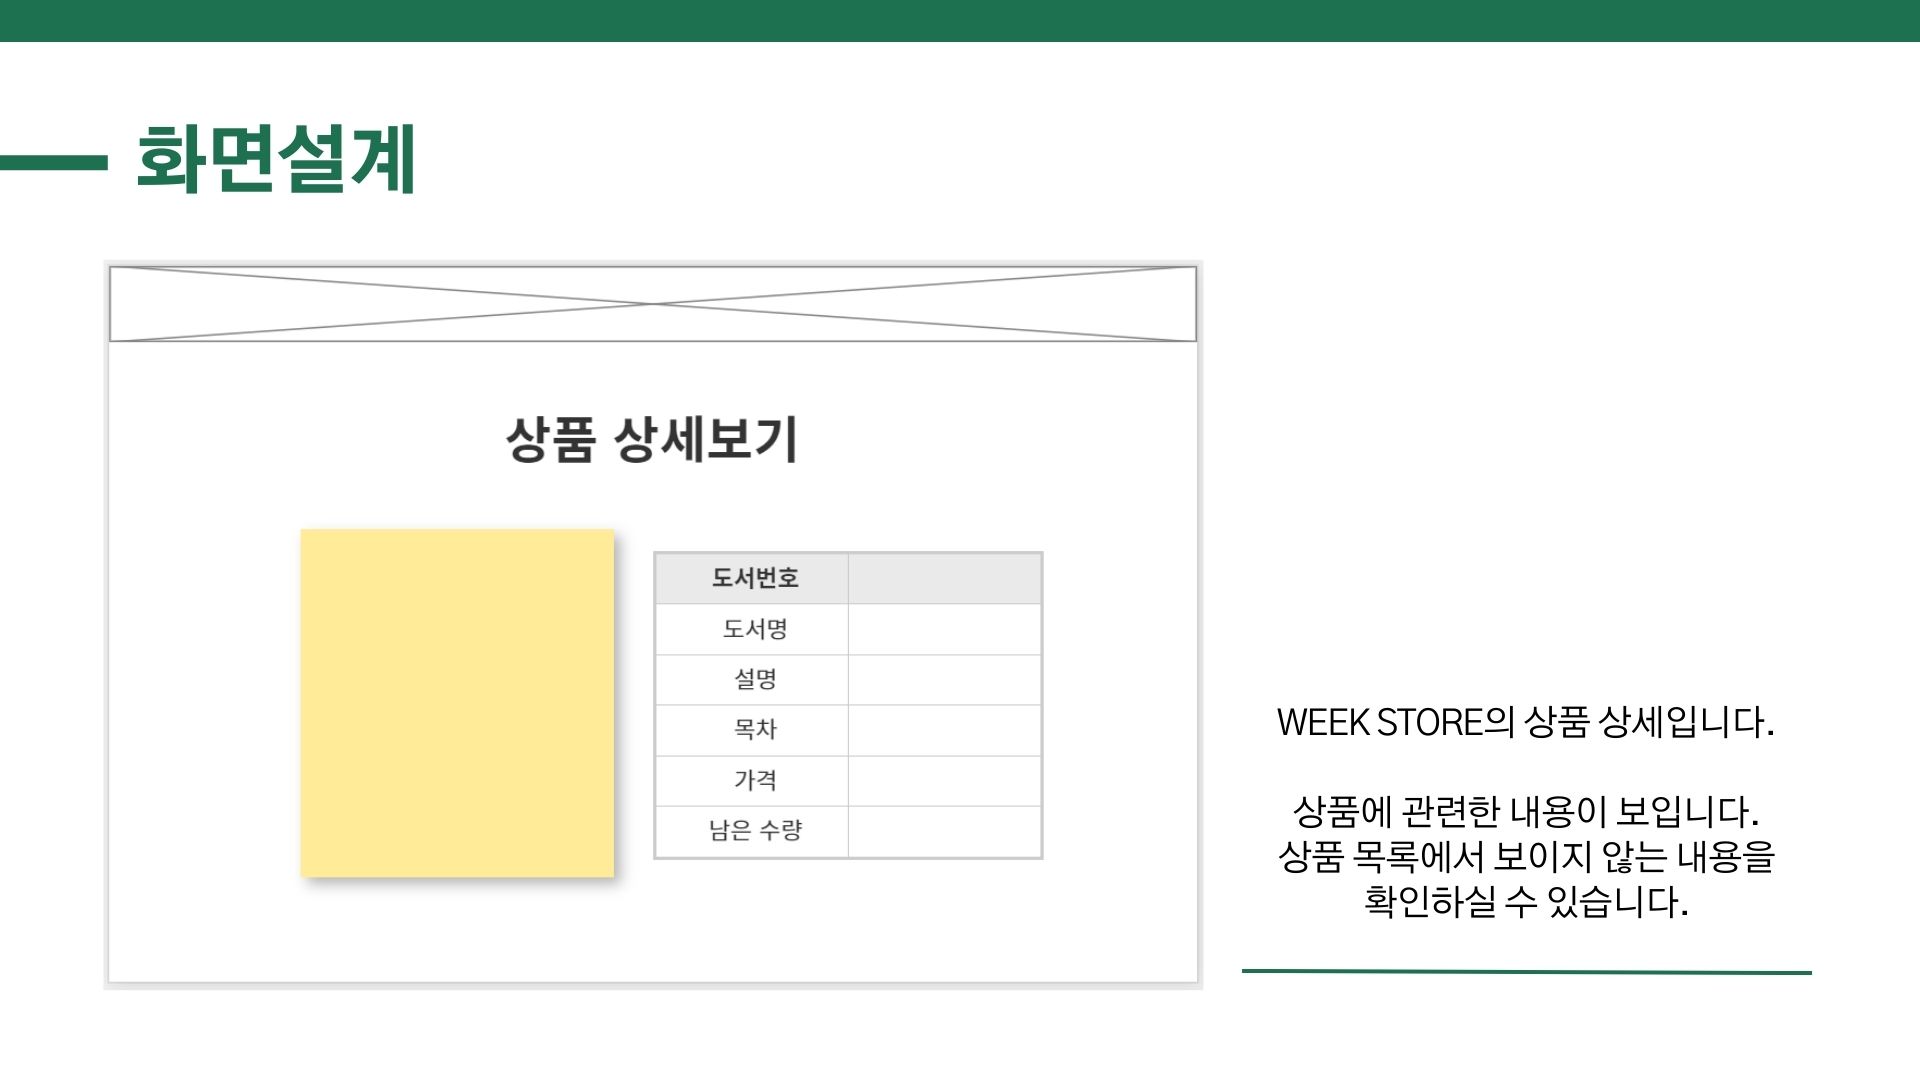 화면설계
상품 상세보기
도서번호
도서명
설명
목차
가격
남은 수량
WEEK STORE의 상품 상세입니다.
상품에 관련한 내용이 보입니다.
상품 목록에서 보이지 않는 내용을
확인하실 수 있습니다.